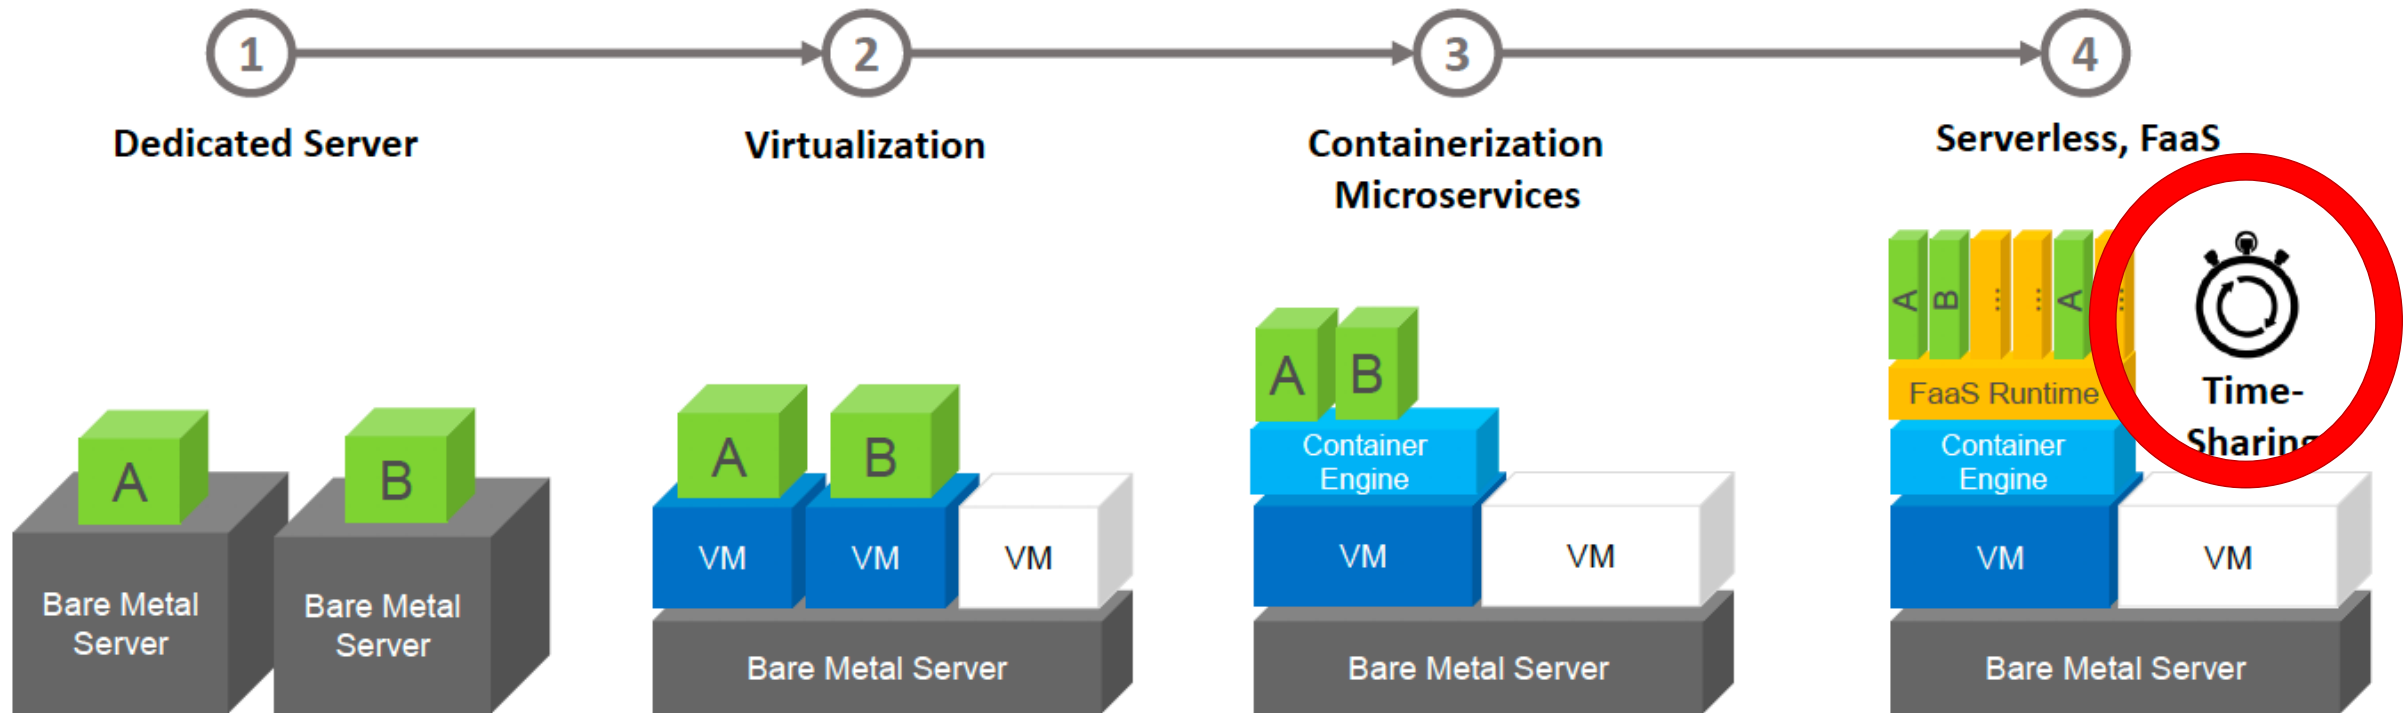 1
2
3
4
Dedicated Server
Virtualization
Containerization
Microservices
Serverless, FaaS
A
B
Bare Metal
Server
Bare Metal
Server
A
B
VM
VM
VM
Bare Metal Server
A
B
Container
Engine
VM
VM
Bare Metal Server
A
B
...
...
A
...
FaaS Runtime
Container
Engine
VM
VM
Bare Metal Server
Time-
Sharing